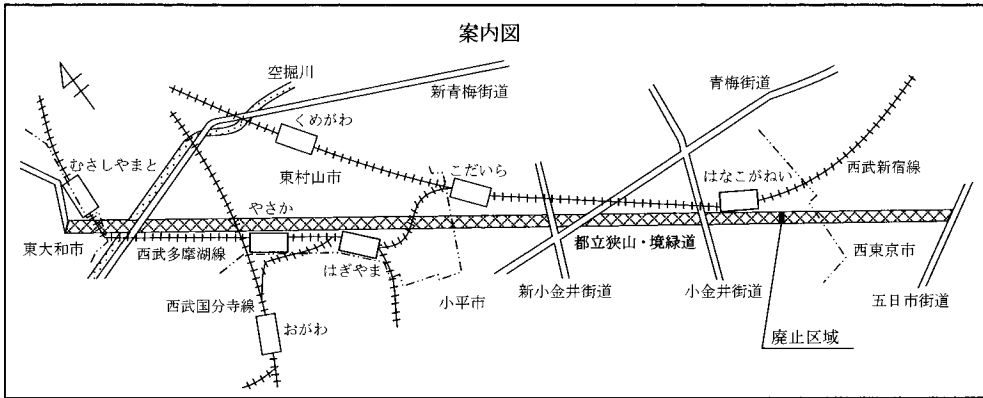 案内図
空堀川
新青梅街道
青梅街道
くめがわ
むさしやまと
こだいら
はなこがねい
西武新宿線
東村山市
やさか
東大和市
西武多摩湖線
はぎやま
都立狭山・境緑道
西東京市
西武国分寺線
小平市
新小金井街道
小金井街道
五日市街道
おがわ
廃止区域